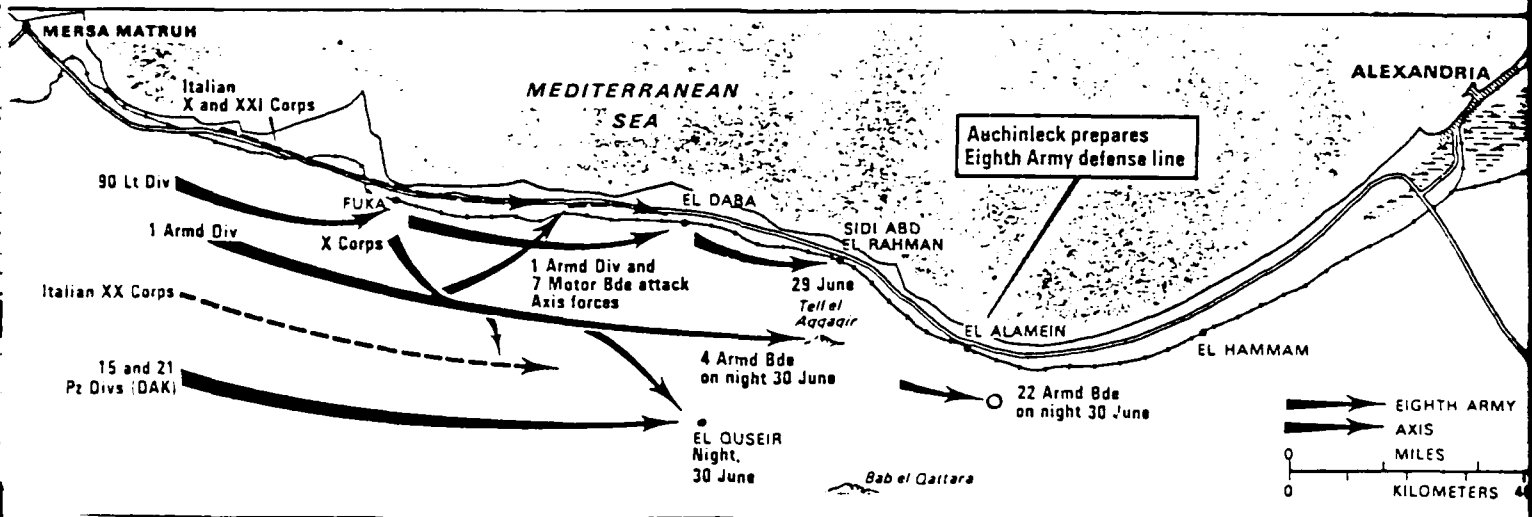 MERSA MATRUH
Italian
X and XXI Corps
MEDITERRANEAN
SEA
ALEXANDRIA
Auchinleck prepares
Eighth Army defense line
90 Lt Div
FUKA
EL DABA
1 Armd Div
X Corps
SIDI ABD
EL RAHMAN
1 Armd Div and
7 Motor Bde attack
Axis forces
29 June
Italian XX Corps
Tell el
Aqqaqir
EL ALAMEIN
EL HAMMAM
4 Armd Bde
on night 30 June
15 and 21
Pz Divs (DAK)
22 Armd Bde
on night 30 June
EL QUSEIR
Night,
30 June
Bab el Qattara
EIGHTH ARMY
AXIS
0 MILES
0 KILOMETERS